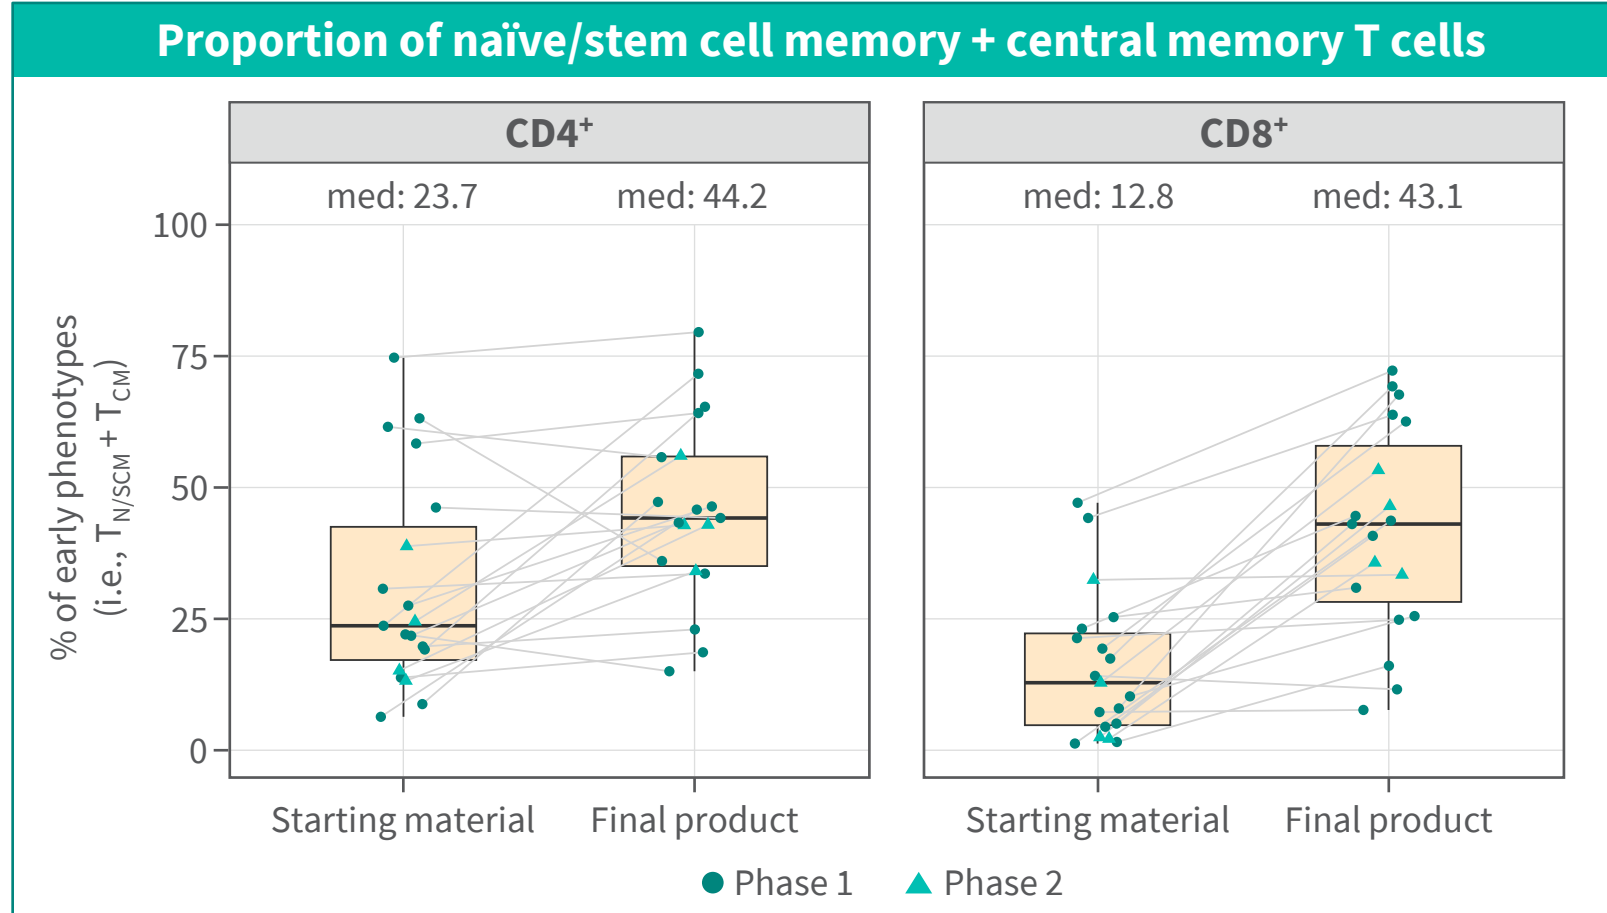 Proportion of naïve/stem cell memory + central memory T cells
CD4+
CD8+
med: 23.7
med: 44.2
med: 12.8
med: 43.1
100
75
50
25
0
% of early phenotypes
(i.e., TN/SCM + TCM)
Starting material
Final product
Starting material
Final product
Phase 1
Phase 2